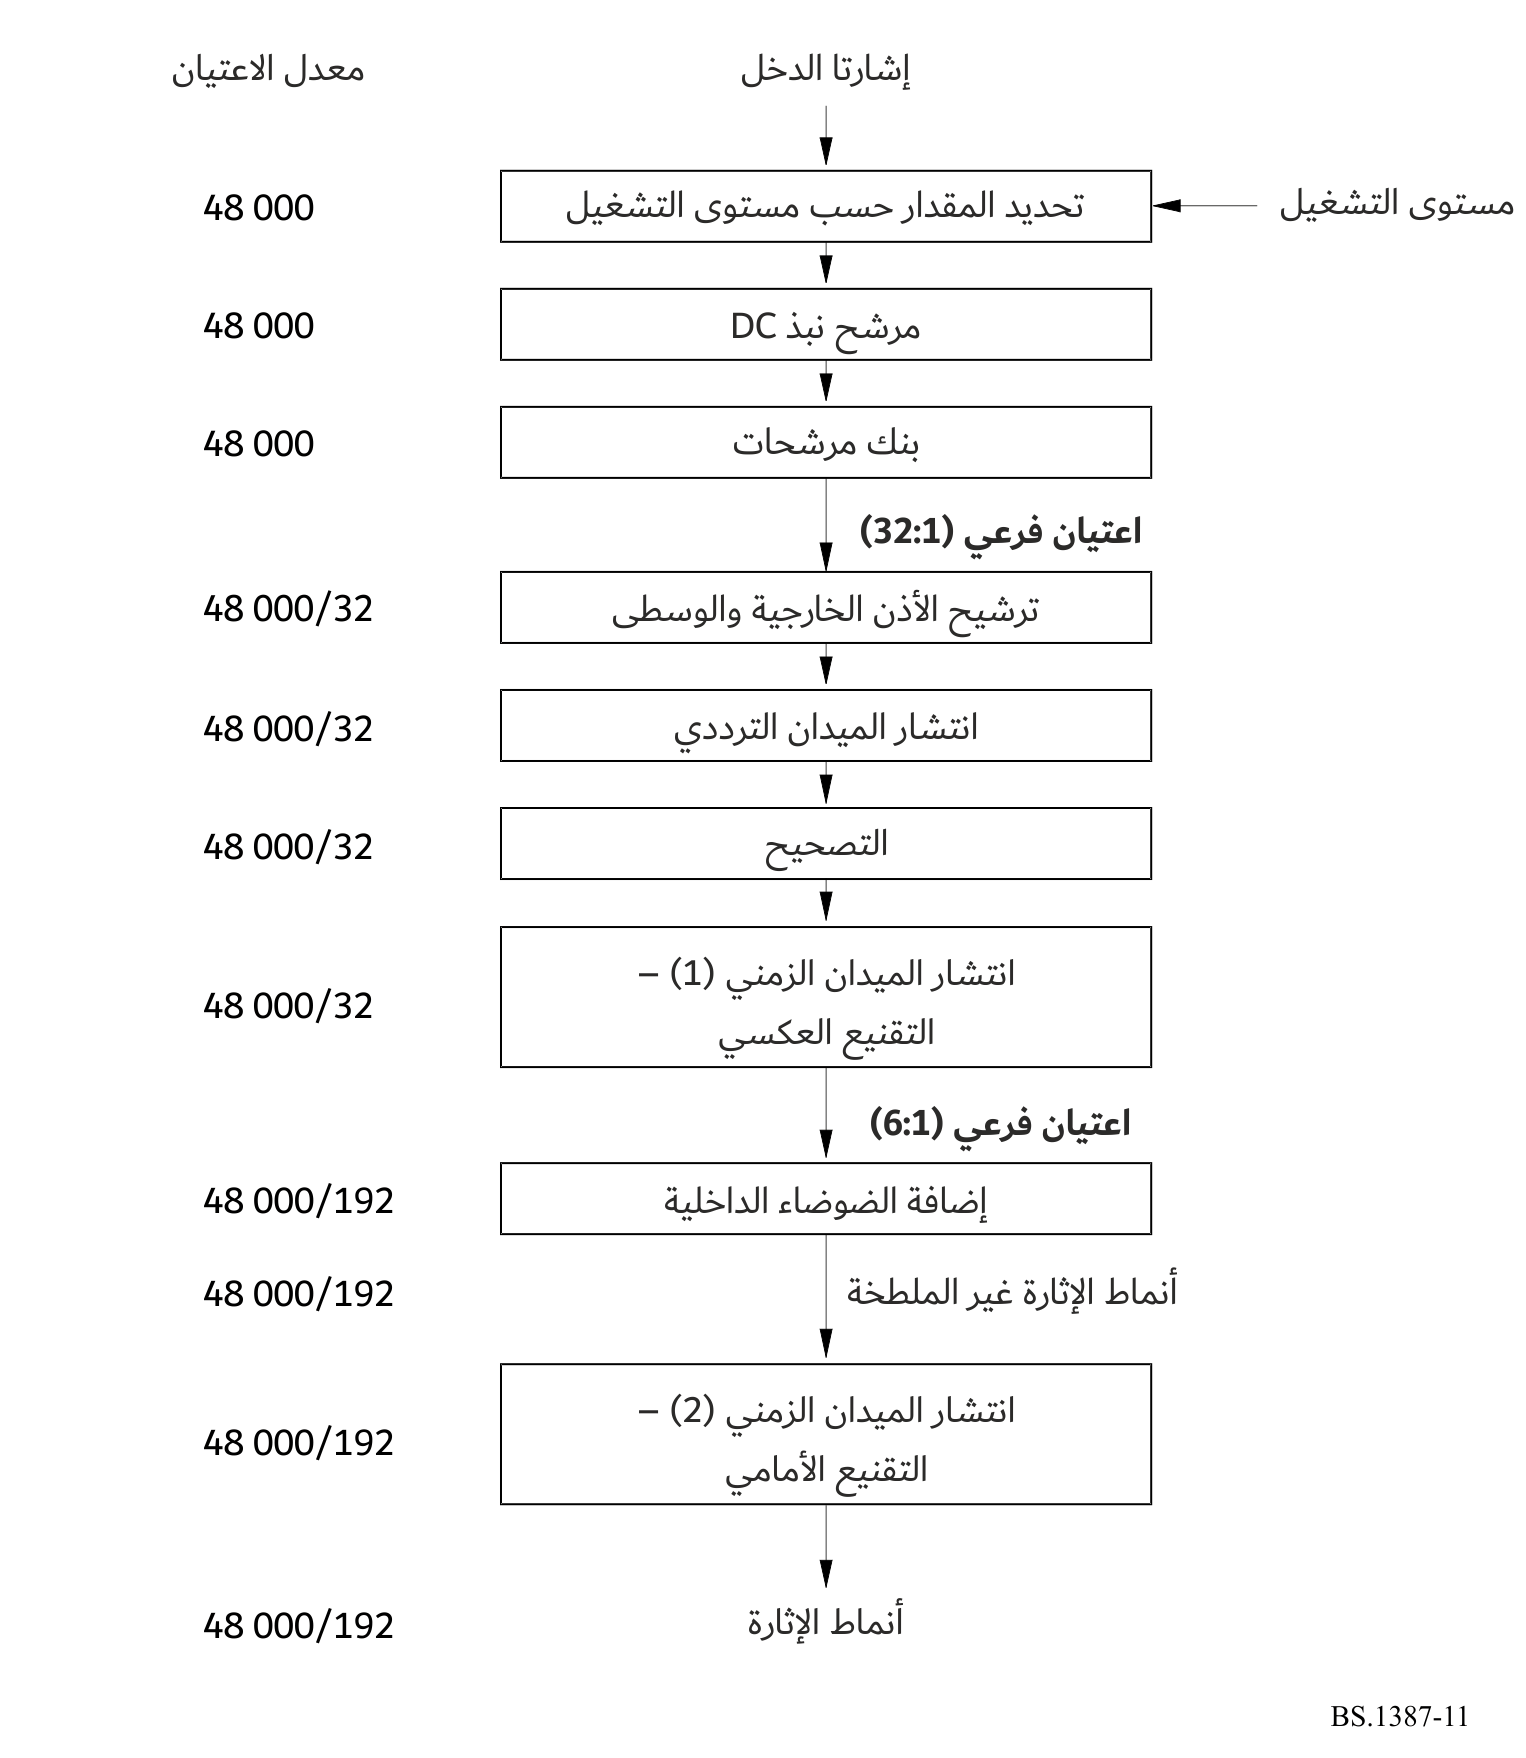 إشارتا الدخل
معدل الاعتيان
مستوى التشغيل
تحديد المقدار حسب مستوى التشغيل
48 000
مرشح نبذ DC
48 000
بنك مرشحات
48 000
اعتيان فرعي (32:1)
ترشيح الأذن الخارجية والوسطى
48 000/32
انتشار الميدان الترددي
48 000/32
التصحيح
48 000/32
انتشار الميدان الزمني (1) –
التقنيع العكسي
48 000/32
اعتيان فرعي (6:1)
إضافة الضوضاء الداخلية
48 000/192
أنماط الإثارة غير الملطخة
48 000/192
انتشار الميدان الزمني (2) –
التقنيع الأمامي
48 000/192
أنماط الإثارة
48 000/192
BS.1387-11